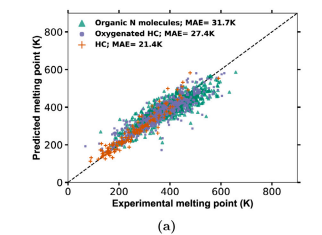 Organic N molecules; MAE= 31.7K
Oxygenated HC; MAE= 27.4K
HC; MAE= 21.4K
Predicted melting point (K)
800
600
400
200
0
0 200 400 600 800
Experimental melting point (K)
(a)